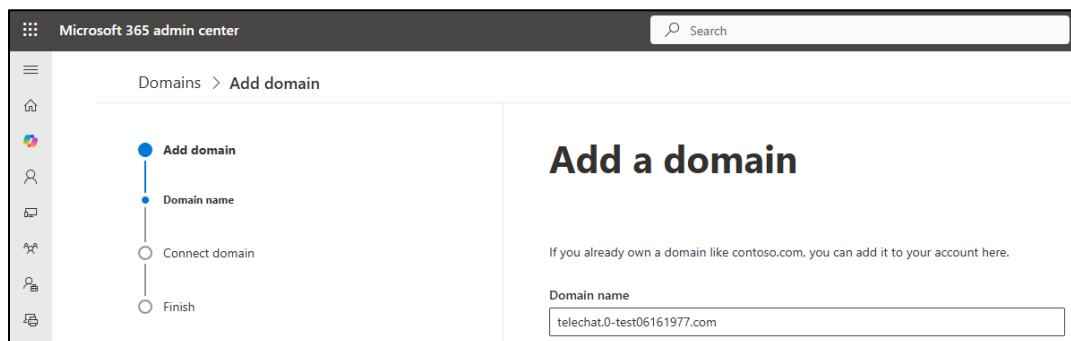 Microsoft 365 admin center
Search
Domains > Add domain
Add domain
Domain name
Connect domain
Finish
Add a domain
If you already own a domain like contoso.com, you can add it to your account here.
Domain name
telechat.0-test06161977.com